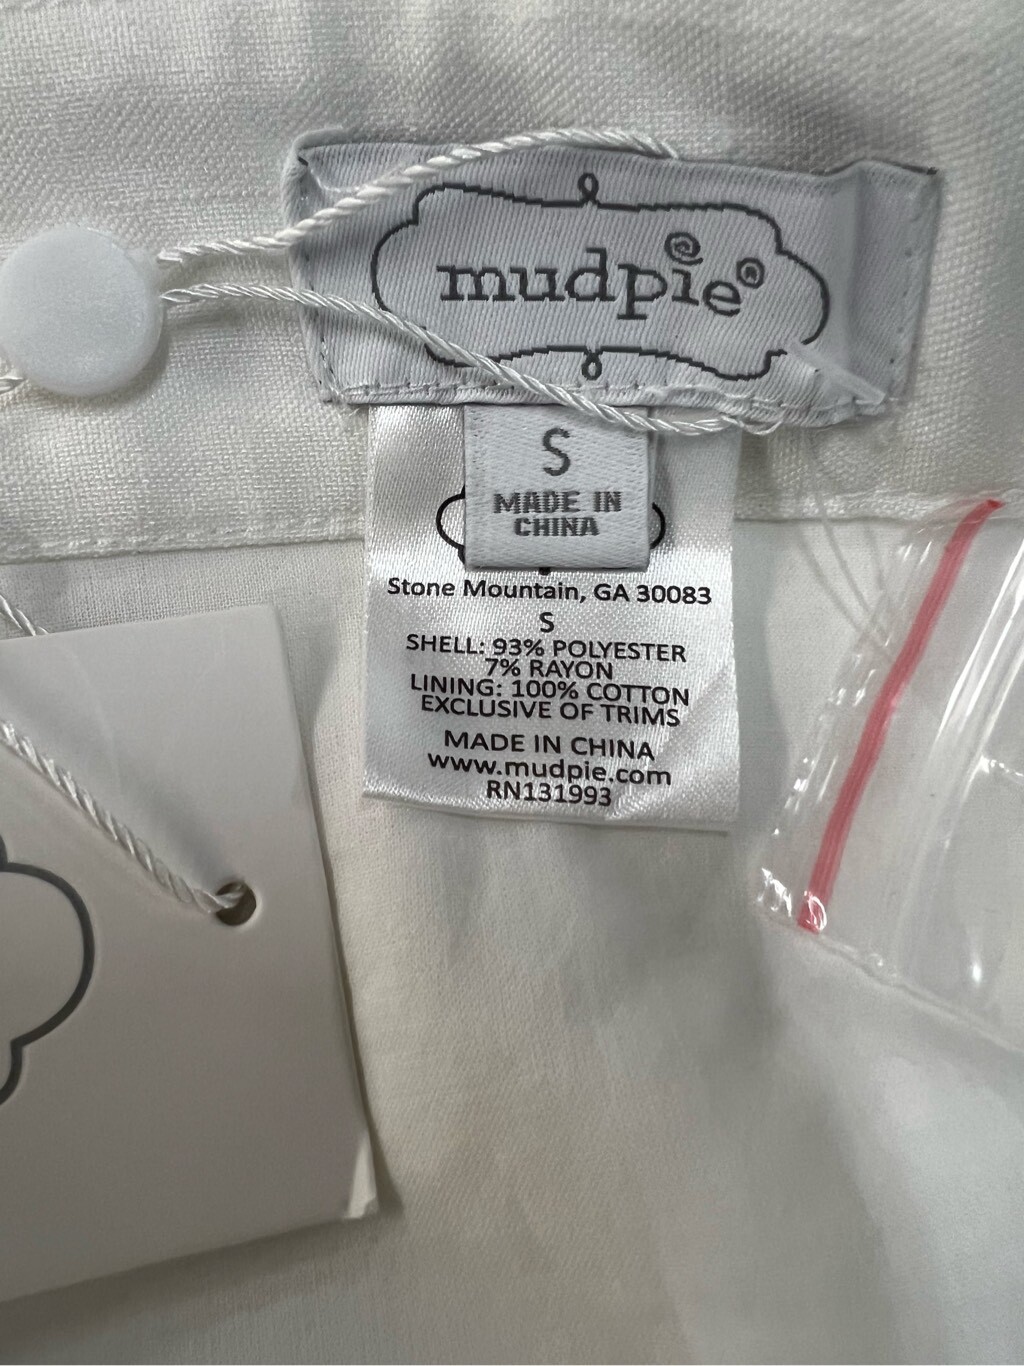 mudpie®
S
MADE IN
CHINA
Stone Mountain, GA 30083
S
SHELL: 93% POLYESTER
7% RAYON
LINING: 100% COTTON
EXCLUSIVE OF TRIMS
MADE IN CHINA
www.mudpie.com
RN131993